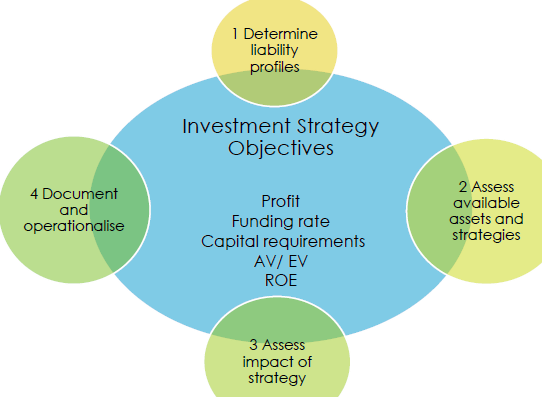 1 Determine
liability
profiles
Investment Strategy
Objectives
Profit
Funding rate
Capital requirements
AV/ EV
ROE
2 Assess
available
assets and
strategies
3 Assess
impact of
strategy
4 Document
and
operationalise